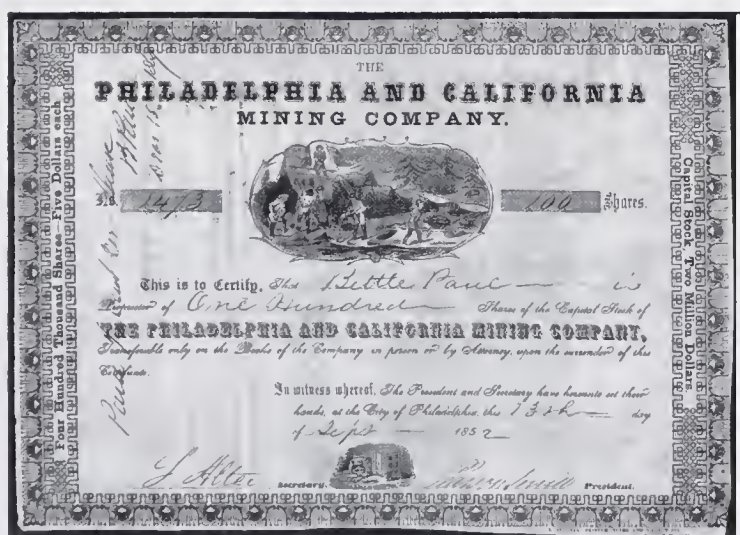 THE
PHILADELPHIA AND CALIFORNIA
MINING COMPANY.
No. 1473
100 Shares.
This is to Certify, That Bettle Paul is
Proprietor of One Hundred Shares of the Capital Stock of
THE PHILADELPHIA AND CALIFORNIA MINING COMPANY,
Transferable only on the Books of the Company in person or by Attorney, upon the surrender of this
Certificate.
In witness whereof, The President and Secretary have hereunto set their
hands, at the City of Philadelphia, this 13th day
of Sept 1852
Secretary.
President.
Four Hundred Thousand Shares—Five Dollars each
Capital Stock Two Million Dollars